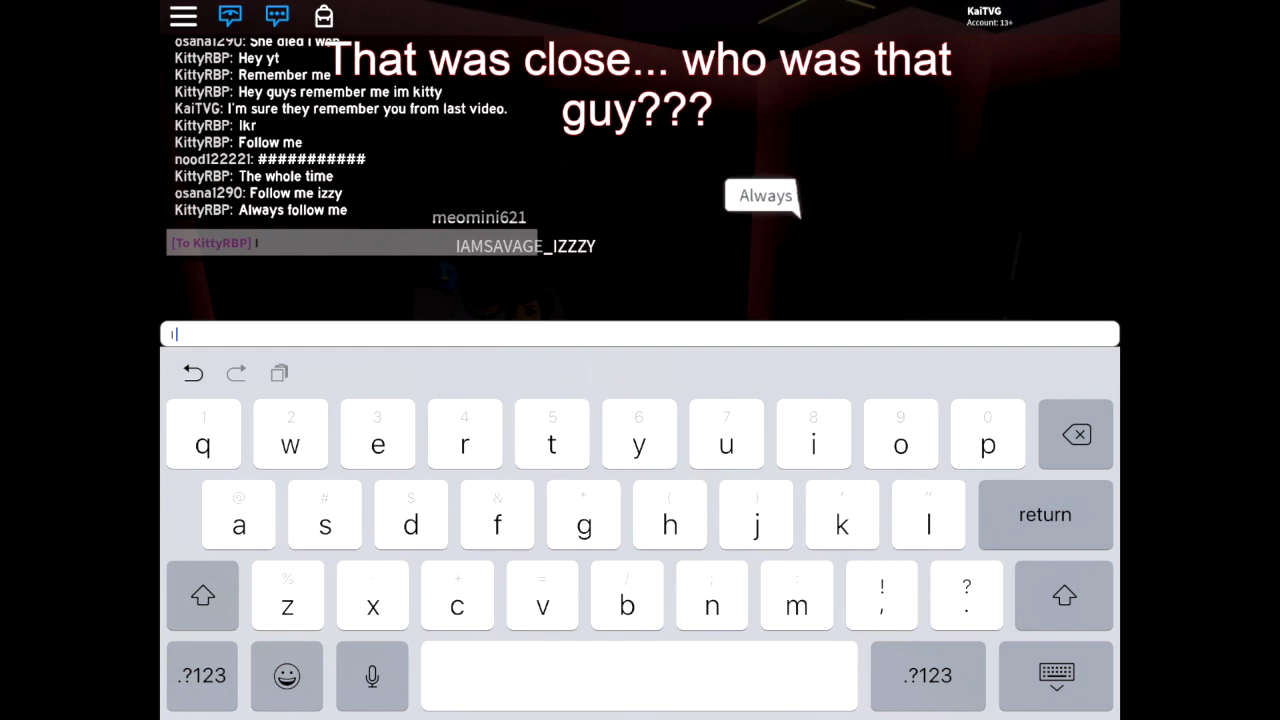 KaiTVG
Account: 13+
osana1290: She died I won
KittyRBP: Hey yt
KittyRBP: Remember me
KittyRBP: Hey guys remember me im kitty
KaiTVG: I'm sure they remember you from last video.
KittyRBP: Ikr
KittyRBP: Follow me
nood122221: ###########
KittyRBP: The whole time
osana1290: Follow me izzy
KittyRBP: Always follow me
[To KittyRBP] I
That was close... who was that
guy???
Always
meomini621
IAMSAVAGE_IZZZY
I
1 2 3 4 5 6 7 8 9 0
q w e r t y u i o p
@ # $ & * ( ) ' "
a s d f g h j k l return
% - + = / ; : ! ?
z x c v b n m , .
.?123 .?123